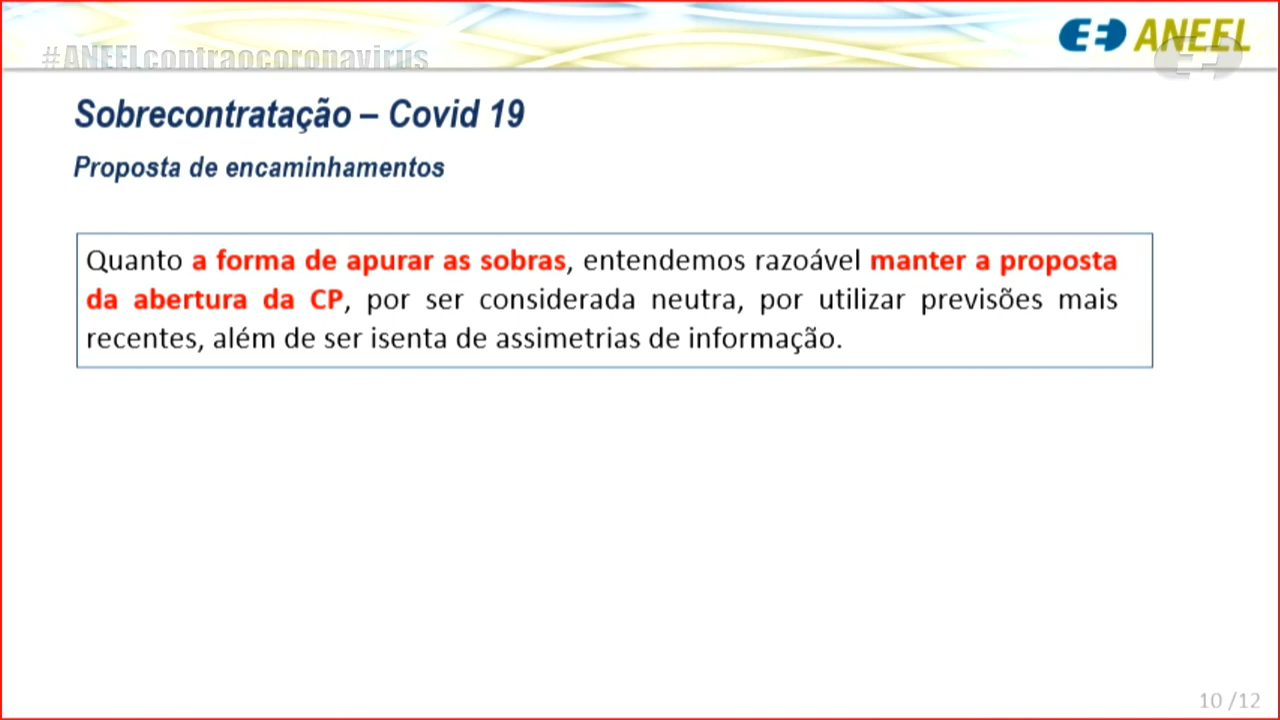 #ANEELcontraocoronavirus
ANEEL
Sobrecontratação – Covid 19
Proposta de encaminhamentos
Quanto a forma de apurar as sobras, entendemos razoável manter a proposta
da abertura da CP, por ser considerada neutra, por utilizar previsões mais
recentes, além de ser isenta de assimetrias de informação.
10 /12